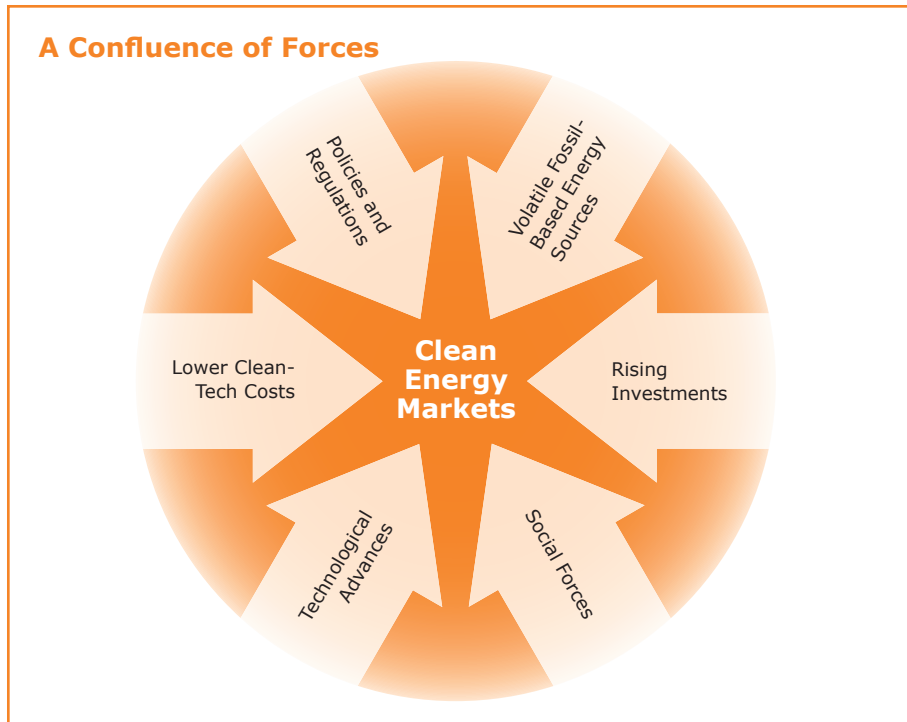 A Confluence of Forces
Policies and
Regulations
Volatile Fossil-
Based Energy
Sources
Lower Clean-
Tech Costs
Clean
Energy
Markets
Rising
Investments
Technological
Advances
Social Forces